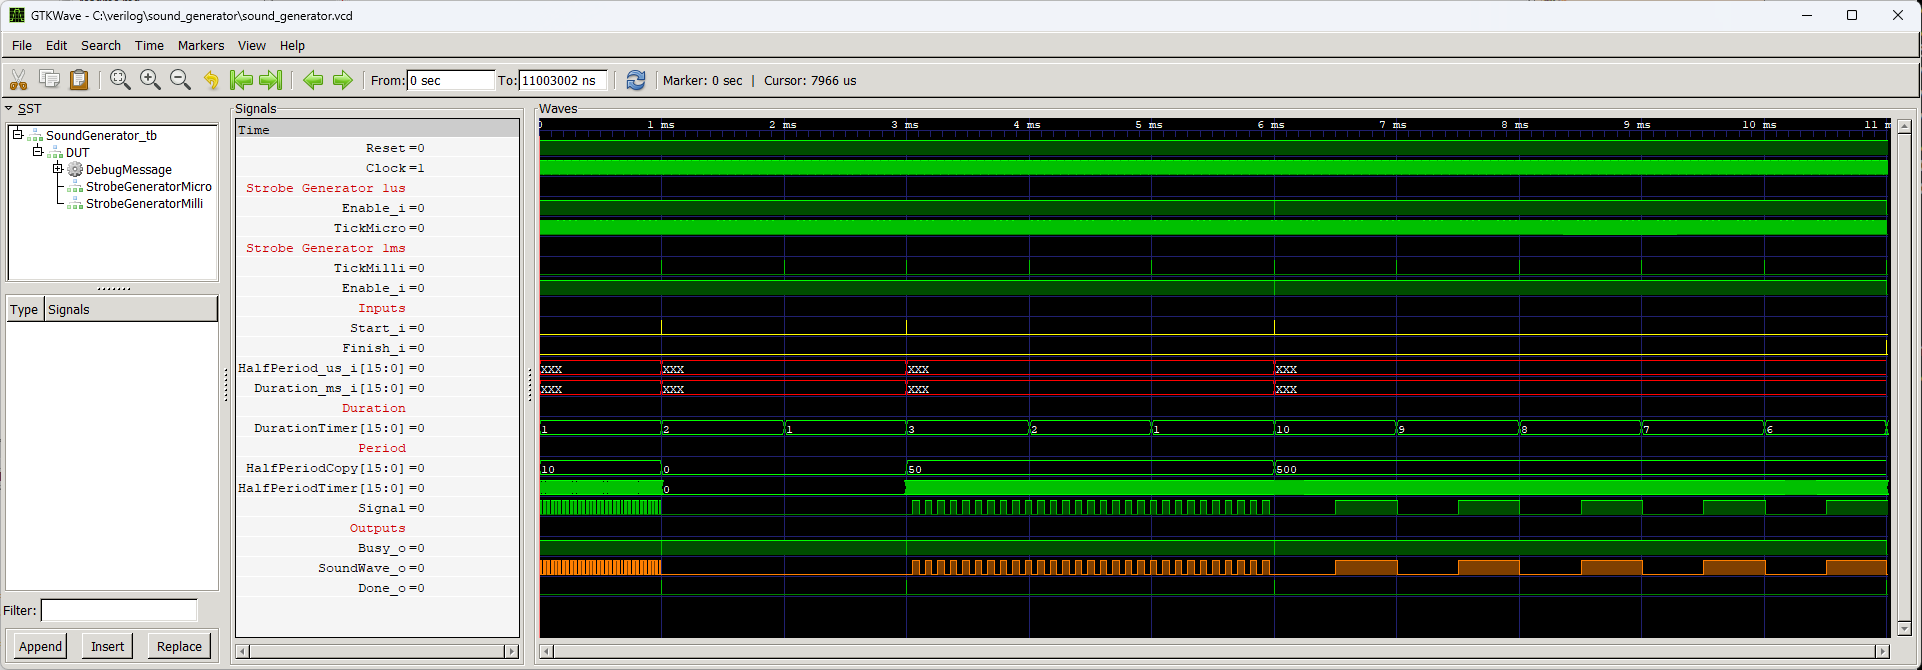 GTKWave - C:\verilog\sound_generator\sound_generator.vcd
File Edit Search Time Markers View Help
From: 0 sec To: 11003002 ns Marker: 0 sec | Cursor: 7966 us
SST
SoundGenerator_tb
DUT
DebugMessage
StrobeGeneratorMicro
StrobeGeneratorMilli
Type Signals
Filter:
Append Insert Replace
Signals
Time
Reset =0
Clock =1
Strobe Generator 1us
Enable_i =0
TickMicro =0
Strobe Generator 1ms
TickMilli =0
Enable_i =0
Inputs
Start_i =0
Finish_i =0
HalfPeriod_us_i[15:0] =0
Duration_ms_i[15:0] =0
Duration
DurationTimer[15:0] =0
Period
HalfPeriodCopy[15:0] =0
HalfPeriodTimer[15:0] =0
Signal =0
Outputs
Busy_o =0
SoundWave_o =0
Done_o =0
Waves
0 1 ms 2 ms 3 ms 4 ms 5 ms 6 ms 7 ms 8 ms 9 ms 10 ms 11 m
xxx xxx xxx xxx
xxx xxx xxx xxx
1 2 1 3 2 1 10 9 8 7 6
10 0 50 500
0